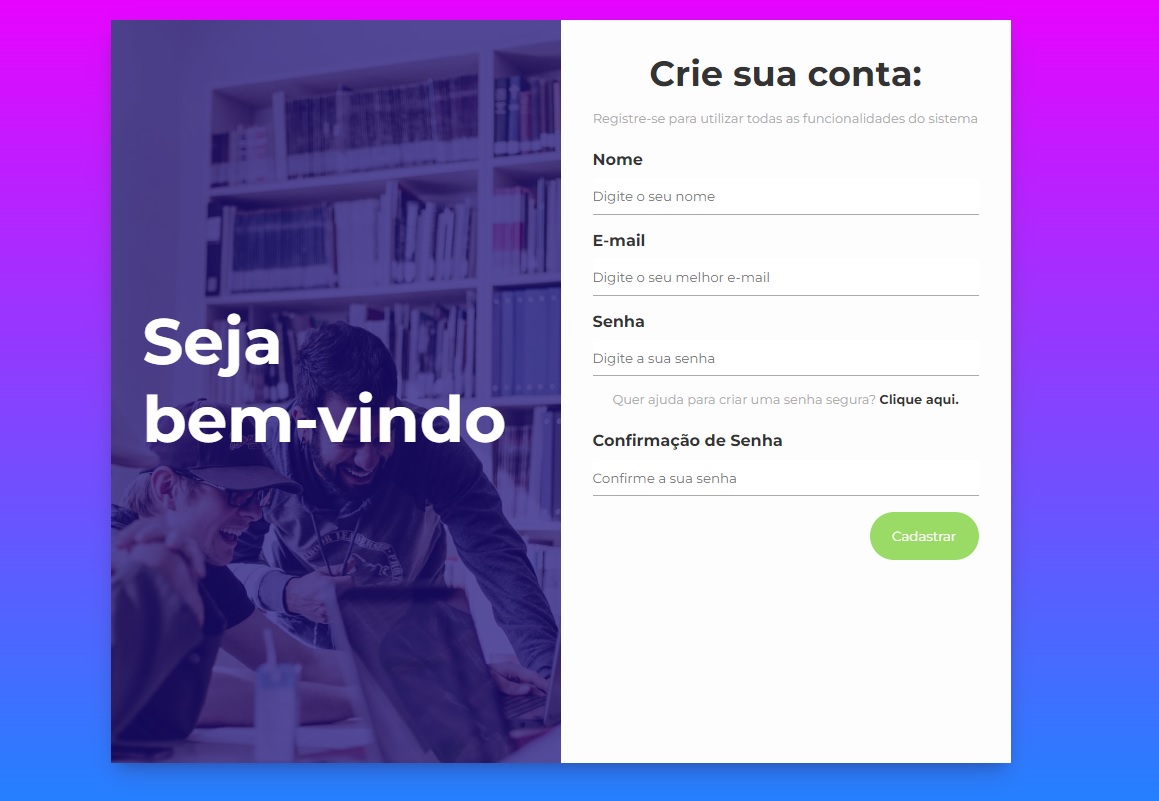 Seja
bem-vindo
Crie sua conta:
Registre-se para utilizar todas as funcionalidades do sistema
Nome
Digite o seu nome
E-mail
Digite o seu melhor e-mail
Senha
Digite a sua senha
Quer ajuda para criar uma senha segura? Clique aqui.
Confirmação de Senha
Confirme a sua senha
Cadastrar